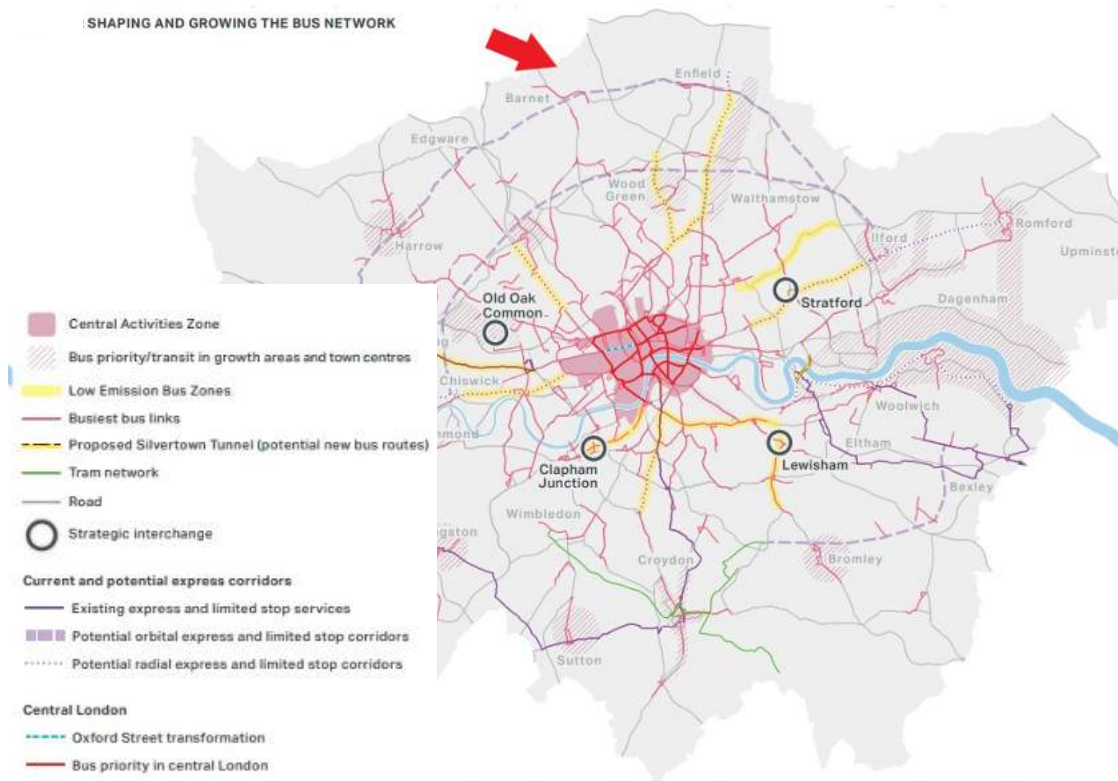 : SHAPING AND GROWING THE BUS NETWORK
Enfield
Barnet
Edgware
Wood
Green
Walthamstow
Harrow
Ilford
Romford
Upminst
Old Oak
Common
Stratford
Dagenham
Central Activities Zone
Bus priority/transit in growth areas and town centres
Low Emission Bus Zones
Busiest bus links
Proposed Silvertown Tunnel (potential new bus routes)
Tram network
Road
Strategic interchange
Current and potential express corridors
Existing express and limited stop services
Potential orbital express and limited stop corridors
Potential radial express and limited stop corridors
Central London
Oxford Street transformation
Bus priority in central London
ng
Chiswick
Woolwich
mmond
Eltham
Clapham
Junction
Lewisham
Bexley
Wimbledon
ngston
Croydon
Bromley
Sutton